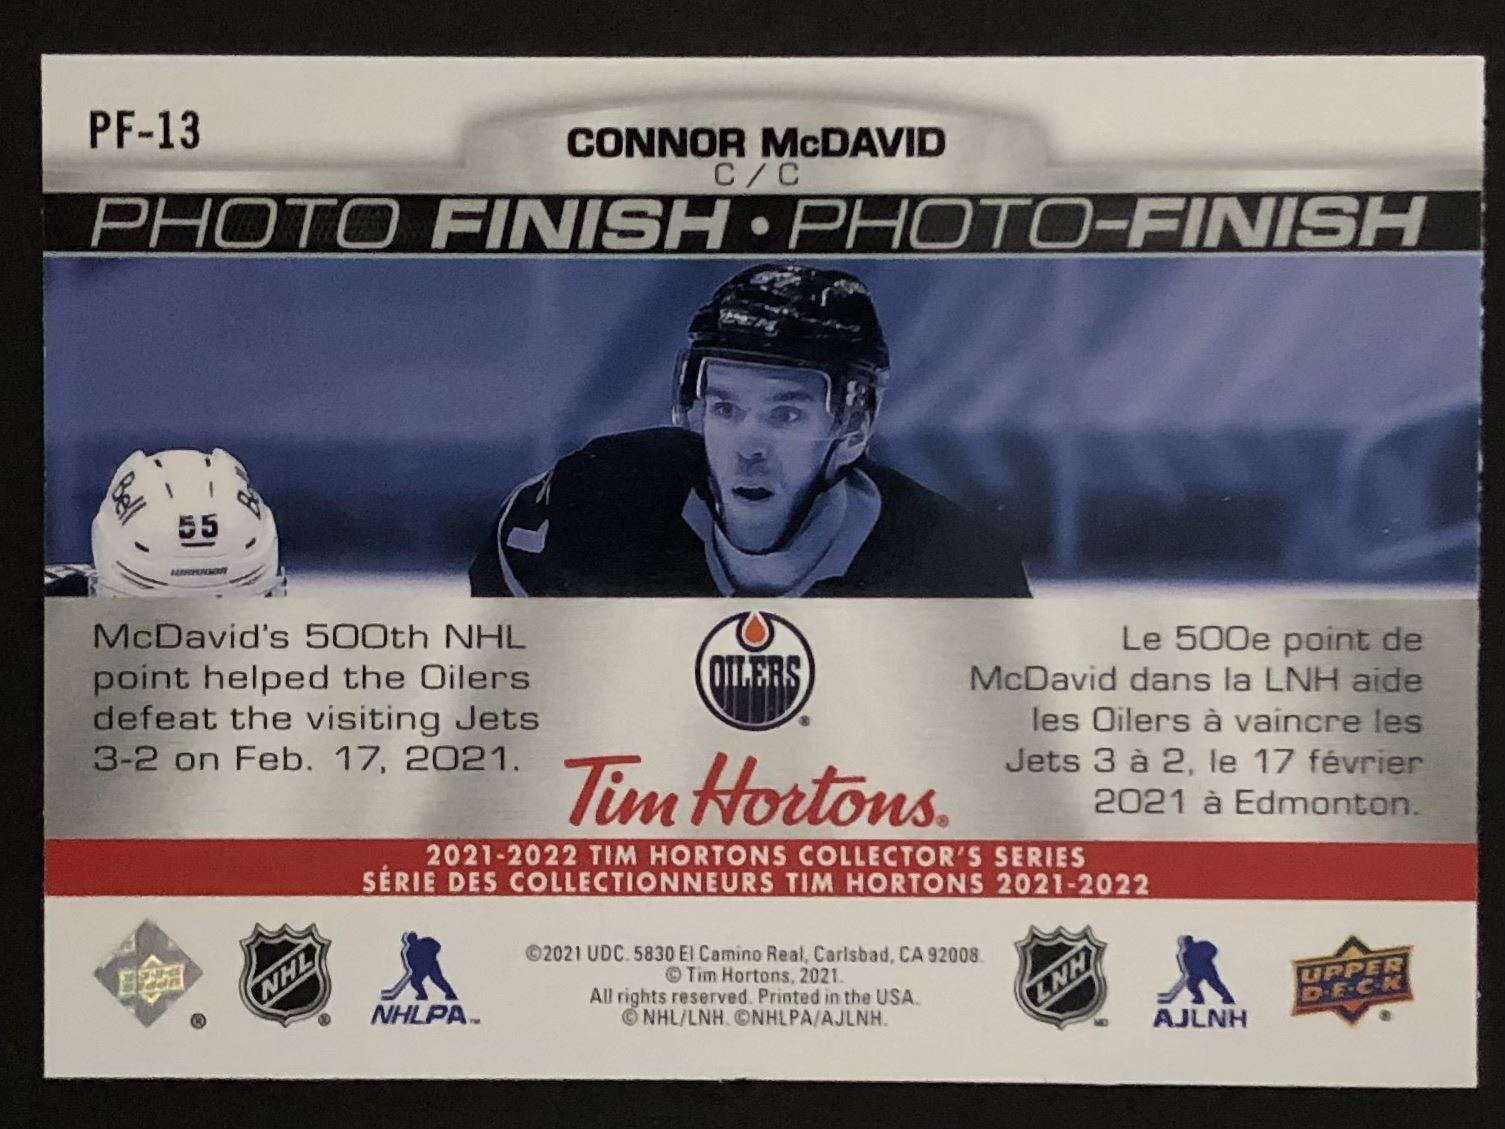 PF-13
CONNOR McDAVID
C / C
PHOTO FINISH • PHOTO-FINISH
55
WARRIOR
McDavid's 500th NHL
point helped the Oilers
defeat the visiting Jets
3-2 on Feb. 17, 2021.
OILERS
®
Le 500e point de
McDavid dans la LNH aide
les Oilers à vaincre les
Jets 3 à 2, le 17 février
2021 à Edmonton.
Tim Hortons®
2021-2022 TIM HORTONS COLLECTOR'S SERIES
SÉRIE DES COLLECTIONNEURS TIM HORTONS 2021-2022
®
NHL®
NHLPA™
©2021 UDC. 5830 El Camino Real, Carlsbad, CA 92008.
© Tim Hortons, 2021.
All rights reserved. Printed in the USA.
© NHL/LNH. ©NHLPA/AJLNH.
LNH MD
AJLNH
UPPER
D·E·C·K®